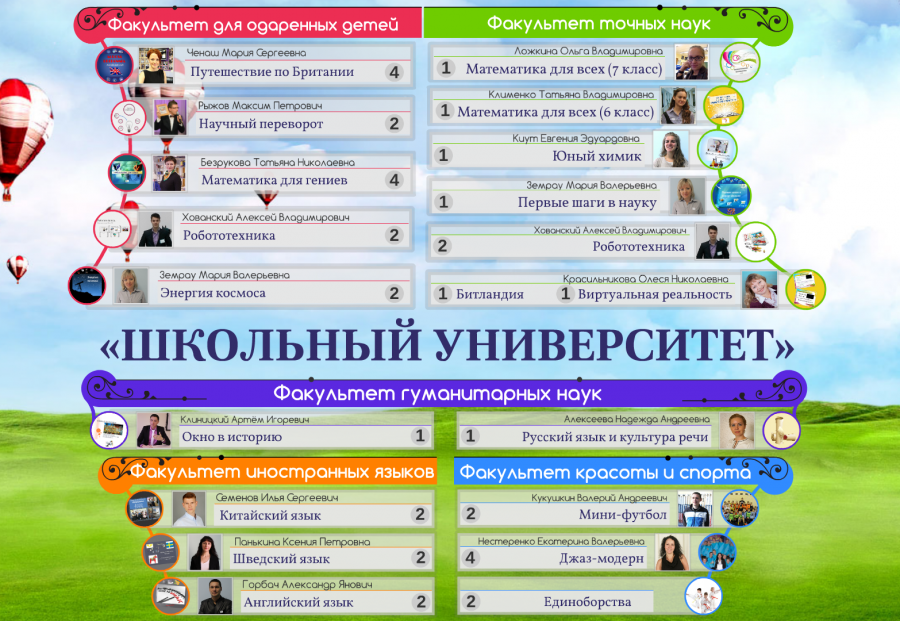 Факультет для одаренных детей
Ченаш Мария Сергеевна
Путешествие по Британии 4
Рыжов Максим Петрович
Научный переворот 2
Безрукова Татьяна Николаевна
Математика для гениев 4
Хованский Алексей Владимирович
Робототехника 2
Земрау Мария Валерьевна
Энергия космоса 2
Факультет точных наук
Ложкина Ольга Владимировна
1 Математика для всех (7 класс)
Клименко Татьяна Владимировна
1 Математика для всех (6 класс)
Киут Евгения Эдуардовна
1 Юный химик
Земрау Мария Валерьевна
1 Первые шаги в науку
Хованский Алексей Владимирович
2 Робототехника
Красильникова Олеся Николаевна
1 Битландия 1 Виртуальная реальность
«ШКОЛЬНЫЙ УНИВЕРСИТЕТ»
Факультет гуманитарных наук
Клиницкий Артём Игоревич
Окно в историю 1
Алексеева Надежда Андреевна
1 Русский язык и культура речи
Факультет иностранных языков
Семенов Илья Сергеевич
Китайский язык 2
Панькина Ксения Петровна
Шведский язык 2
Горбач Александр Янович
Английский язык 2
Факультет красоты и спорта
Кукушкин Валерий Андреевич
2 Мини-футбол
Нестеренко Екатерина Валерьевна
4 Джаз-модерн
2 Единоборства